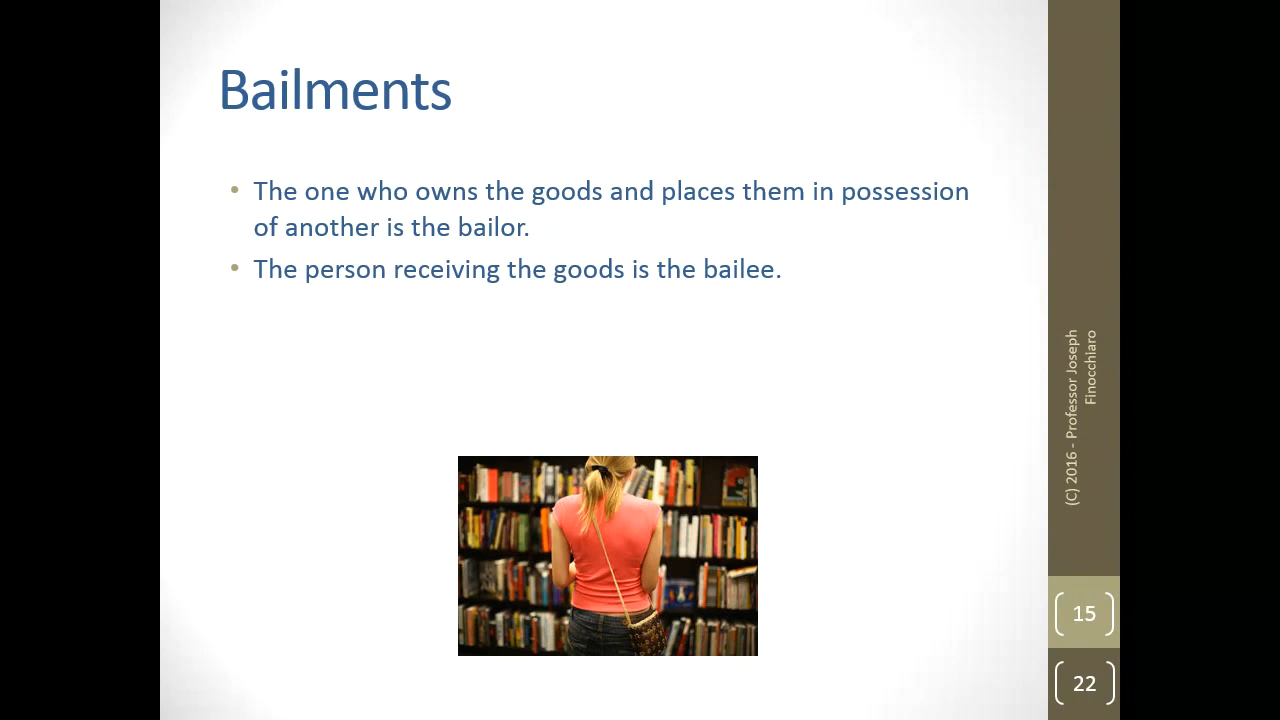 Bailments
• The one who owns the goods and places them in possession
of another is the bailor.
• The person receiving the goods is the bailee.
(C) 2016 - Professor Joseph
Finocchiaro
15
22